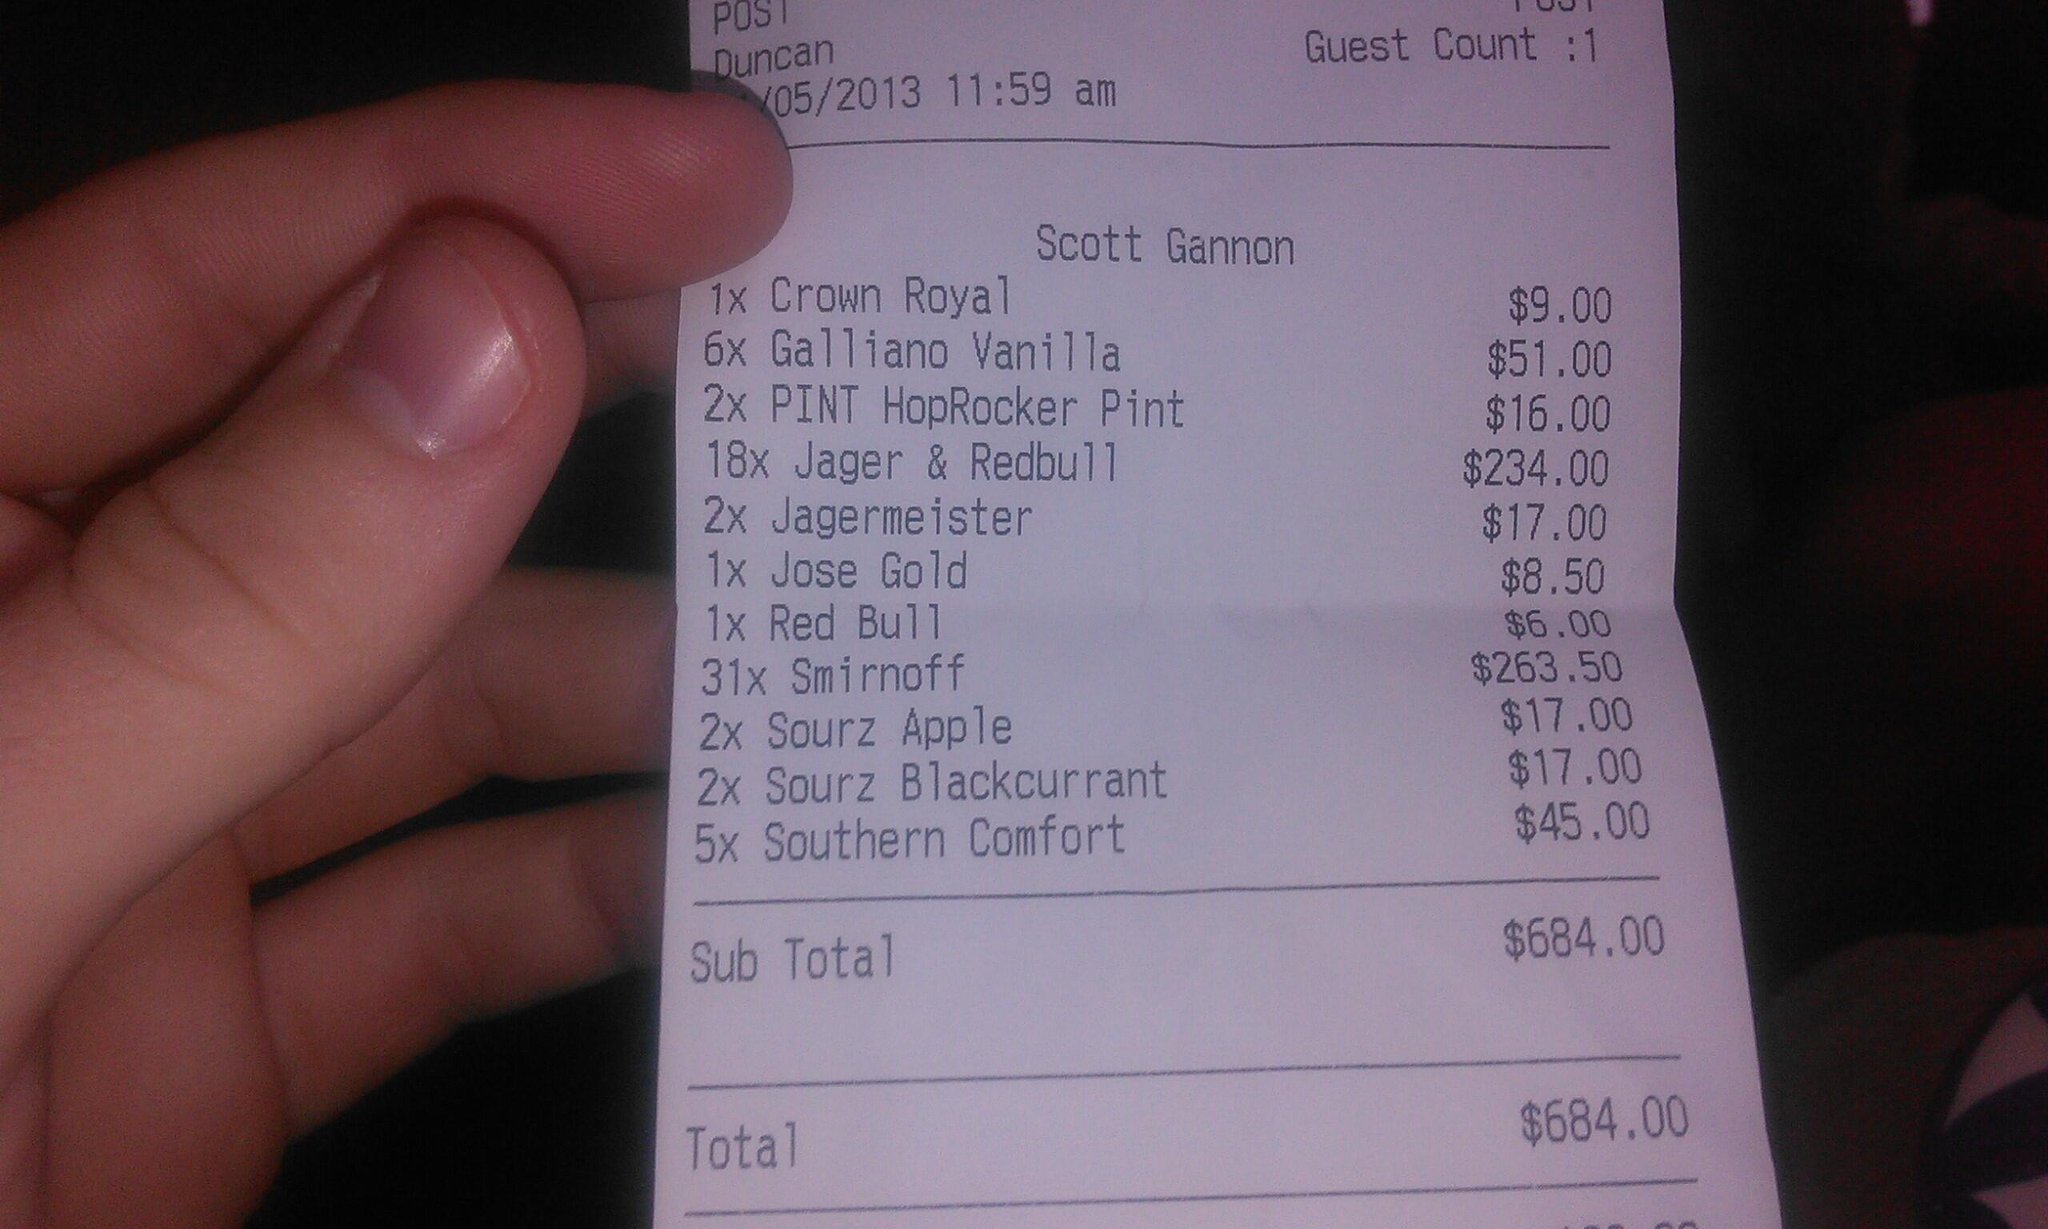 POST POST
Duncan Guest Count :1
/05/2013 11:59 am
Scott Gannon
1x Crown Royal $9.00
6x Galliano Vanilla $51.00
2x PINT HopRocker Pint $16.00
18x Jager & Redbull $234.00
2x Jagermeister $17.00
1x Jose Gold $8.50
1x Red Bull $6.00
31x Smirnoff $263.50
2x Sourz Apple $17.00
2x Sourz Blackcurrant $17.00
5x Southern Comfort $45.00
Sub Total $684.00
Total $684.00